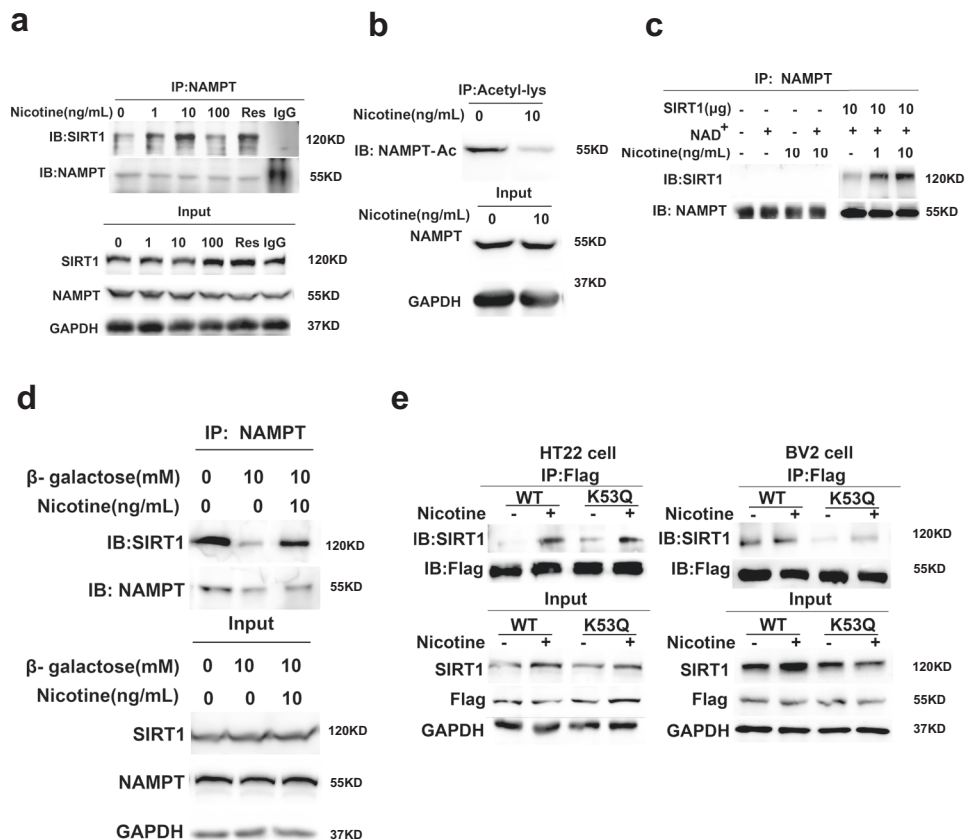 a
IP:NAMPT
Nicotine(ng/mL) 0 1 10 100 Res IgG
IB:SIRT1 120KD
IB:NAMPT 55KD
Input
0 1 10 100 Res IgG
SIRT1 120KD
NAMPT 55KD
GAPDH 37KD
b
IP:Acetyl-lys
Nicotine(ng/mL) 0 10
IB: NAMPT-Ac 55KD
Input
Nicotine(ng/mL) 0 10
NAMPT 55KD
37KD
GAPDH
c
IP: NAMPT
SIRT1(µg) - - - - 10 10 10
NAD+ - + - + + + +
Nicotine(ng/mL) - - 10 10 - 1 10
IB:SIRT1 120KD
IB: NAMPT 55KD
d
IP: NAMPT
β- galactose(mM) 0 10 10
Nicotine(ng/mL) 0 0 10
IB:SIRT1 120KD
IB: NAMPT 55KD
Input
β- galactose(mM) 0 10 10
Nicotine(ng/mL) 0 0 10
SIRT1 120KD
NAMPT 55KD
GAPDH 37KD
e
HT22 cell
IP:Flag
WT K53Q
Nicotine - + - +
IB:SIRT1
IB:Flag
Input
WT K53Q
Nicotine - + - +
SIRT1
Flag
GAPDH
BV2 cell
IP:Flag
WT K53Q
Nicotine - + - +
IB:SIRT1 120KD
IB:Flag 55KD
Input
WT K53Q
Nicotine - + - +
SIRT1 120KD
Flag 55KD
GAPDH 37KD